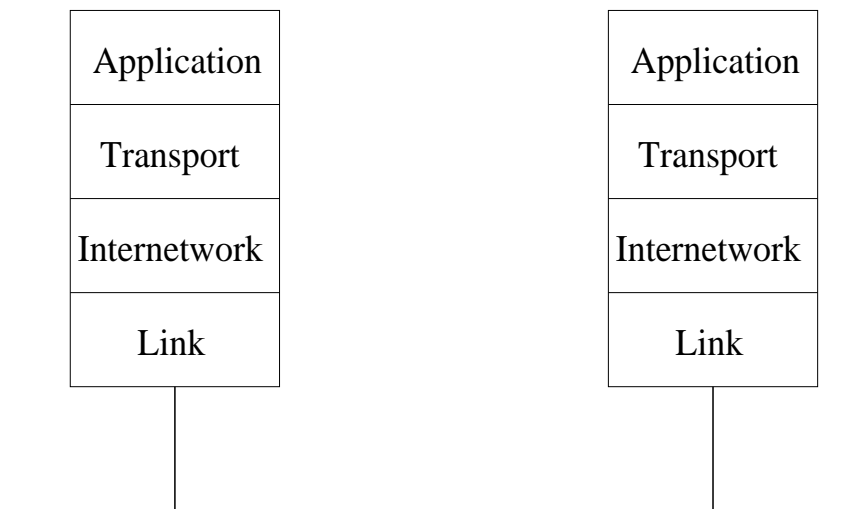 Application
Transport
Internetwork
Link
Application
Transport
Internetwork
Link